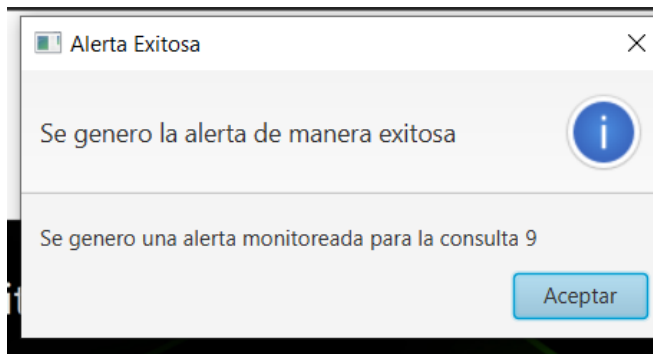 Alerta Exitosa
Se genero la alerta de manera exitosa
Se genero una alerta monitoreada para la consulta 9
Aceptar
it